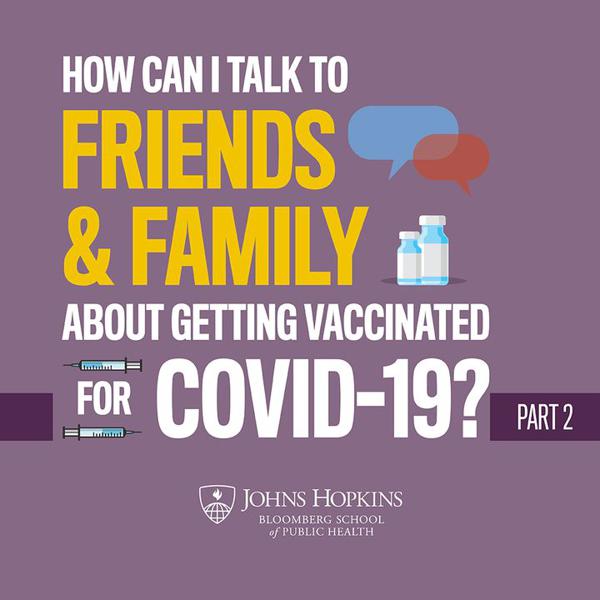 HOW CAN I TALK TO
FRIENDS
& FAMILY
ABOUT GETTING VACCINATED
FOR COVID-19?
PART 2
JOHNS HOPKINS
BLOOMBERG SCHOOL
of PUBLIC HEALTH